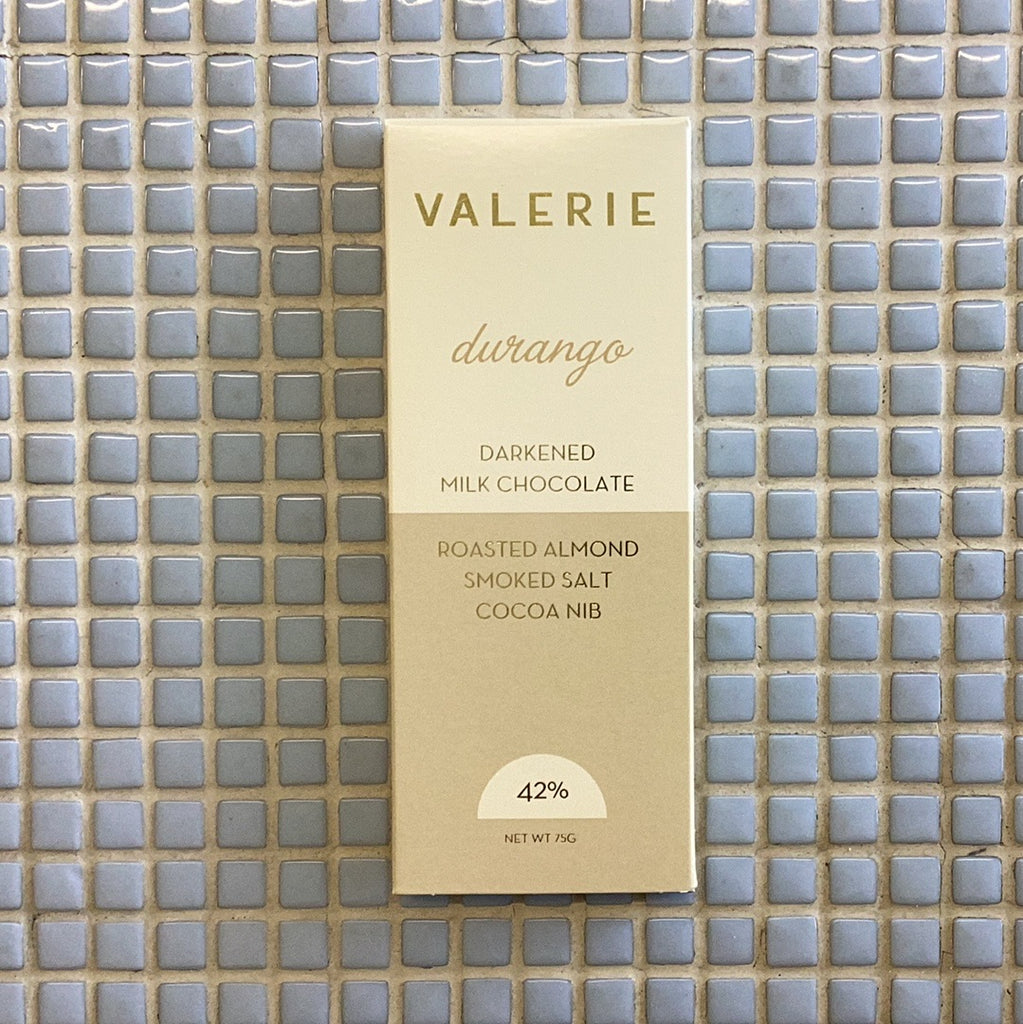 VALERIE
durango
DARKENED
MILK CHOCOLATE
ROASTED ALMOND
SMOKED SALT
COCOA NIB
42%
NET WT 75G